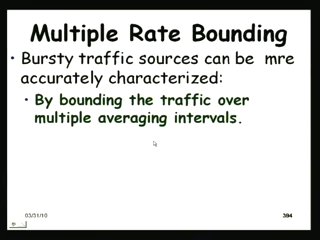 Multiple Rate Bounding
• Bursty traffic sources can be mre
accurately characterized:
• By bounding the traffic over
multiple averaging intervals.
03/31/10
394